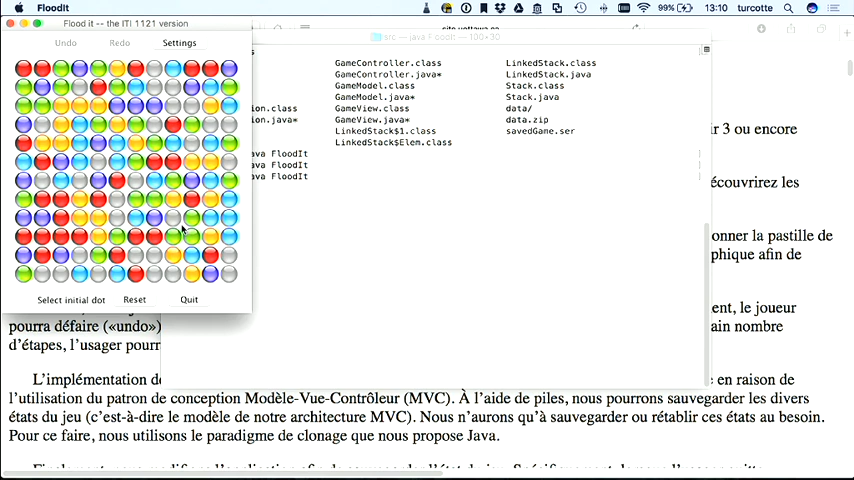 FloodIt
99%
13:10
turcotte
Flood it -- the ITI 1121 version
src — java FloodIt — 100×30
Undo
Redo
Settings
GameController.class
LinkedStack.class
GameController.java*
LinkedStack.java
GameModel.class
Stack.class
GameModel.java*
Stack.java
ion.class
GameView.class
data/
on.java*
GameView.java*
data.zip
LinkedStack$1.class
savedGame.ser
LinkedStack$Elem.class
ava FloodIt
ava FloodIt
ava FloodIt
ir 3 ou encore
écouvrirez les
onner la pastille de
phique afin de
Select initial dot
Reset
Quit
ent, le joueur
pourra défaire («undo»)
ain nombre
d'étapes, l'usager pourr
L'implémentation de
e en raison de
l'utilisation du patron de conception Modèle-Vue-Contrôleur (MVC). À l'aide de piles, nous pourrons sauvegarder les divers
états du jeu (c'est-à-dire le modèle de notre architecture MVC). Nous n'aurons qu'à sauvegarder ou rétablir ces états au besoin.
Pour ce faire, nous utilisons le paradigme de clonage que nous propose Java.